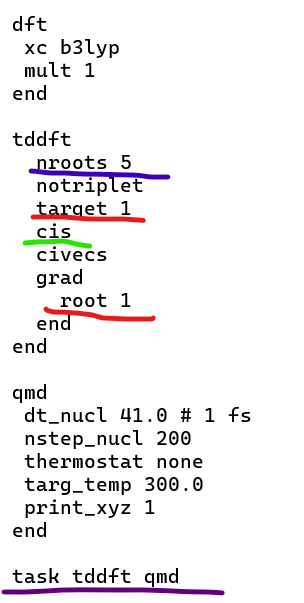 dft
xc b3lyp
mult 1
end
tddft
nroots 5
notriplet
target 1
cis
civecs
grad
root 1
end
end
qmd
dt_nucl 41.0 # 1 fs
nstep_nucl 200
thermostat none
targ_temp 300.0
print_xyz 1
end
task tddft qmd